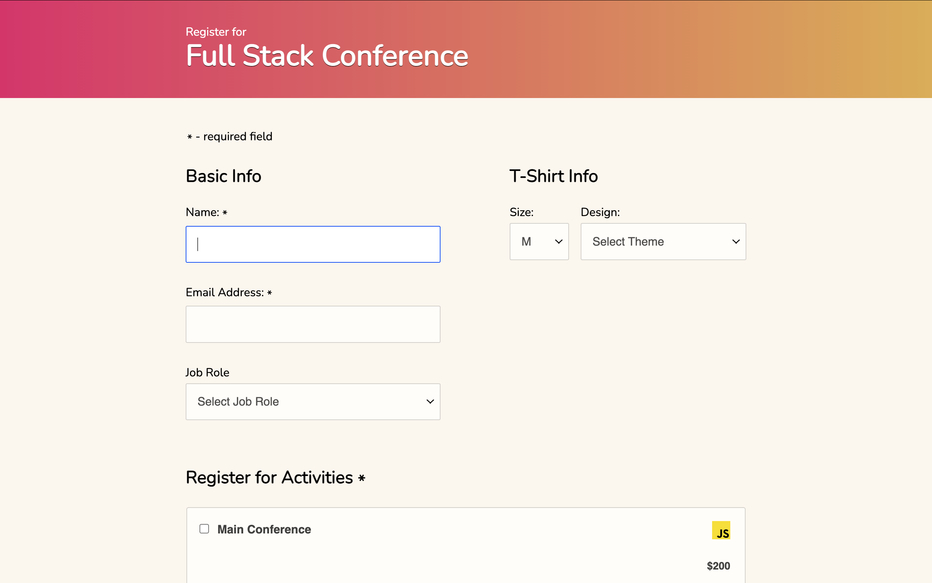 Register for
Full Stack Conference
* - required field
Basic Info
Name: *
Email Address: *
Job Role
Select Job Role
T-Shirt Info
Size:
Design:
M
Select Theme
Register for Activities *
Main Conference
JS
$200